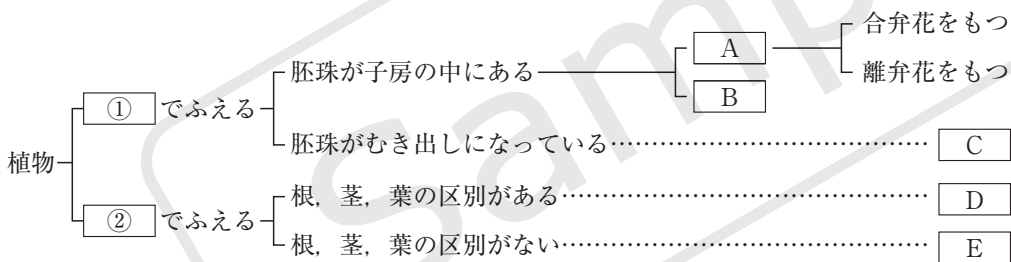 合弁花をもつ
胚珠が子房の中にある A 離弁花をもつ
① でふえる B
胚珠がむき出しになっている………………………………… C
植物
根，茎，葉の区別がある………………………………… D
② でふえる
根，茎，葉の区別がない………………………………… E
Sample